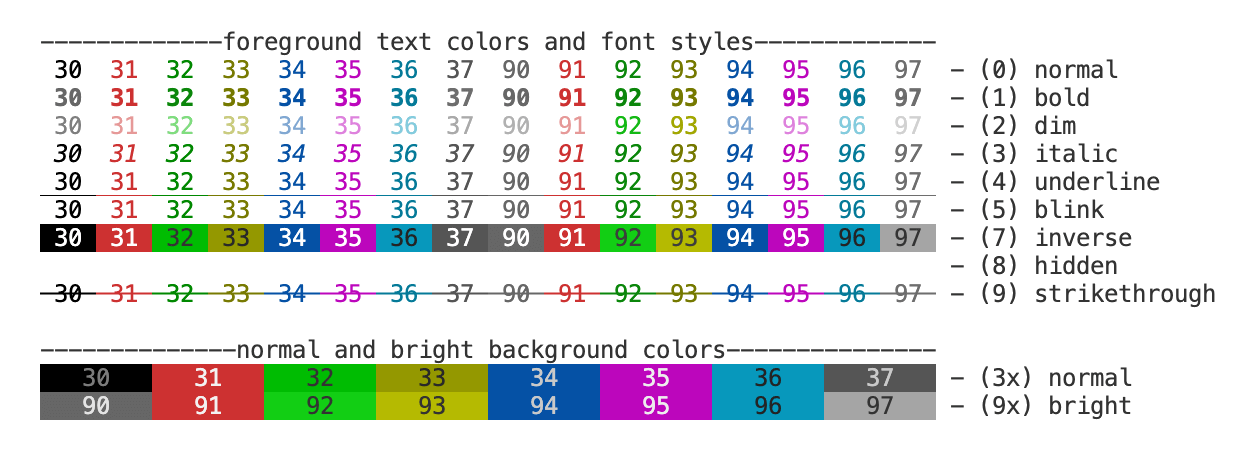 —————————————foreground text colors and font styles—————————————
30 31 32 33 34 35 36 37 90 91 92 93 94 95 96 97 — (0) normal
30 31 32 33 34 35 36 37 90 91 92 93 94 95 96 97 — (1) bold
30 31 32 33 34 35 36 37 90 91 92 93 94 95 96 97 — (2) dim
30 31 32 33 34 35 36 37 90 91 92 93 94 95 96 97 — (3) italic
30 31 32 33 34 35 36 37 90 91 92 93 94 95 96 97 — (4) underline
30 31 32 33 34 35 36 37 90 91 92 93 94 95 96 97 — (5) blink
30 31 32 33 34 35 36 37 90 91 92 93 94 95 96 97 — (7) inverse
— (8) hidden
30 31 32 33 34 35 36 37 90 91 92 93 94 95 96 97 — (9) strikethrough
——————————————normal and bright background colors———————————————
30 31 32 33 34 35 36 37 — (3x) normal
90 91 92 93 94 95 96 97 — (9x) bright